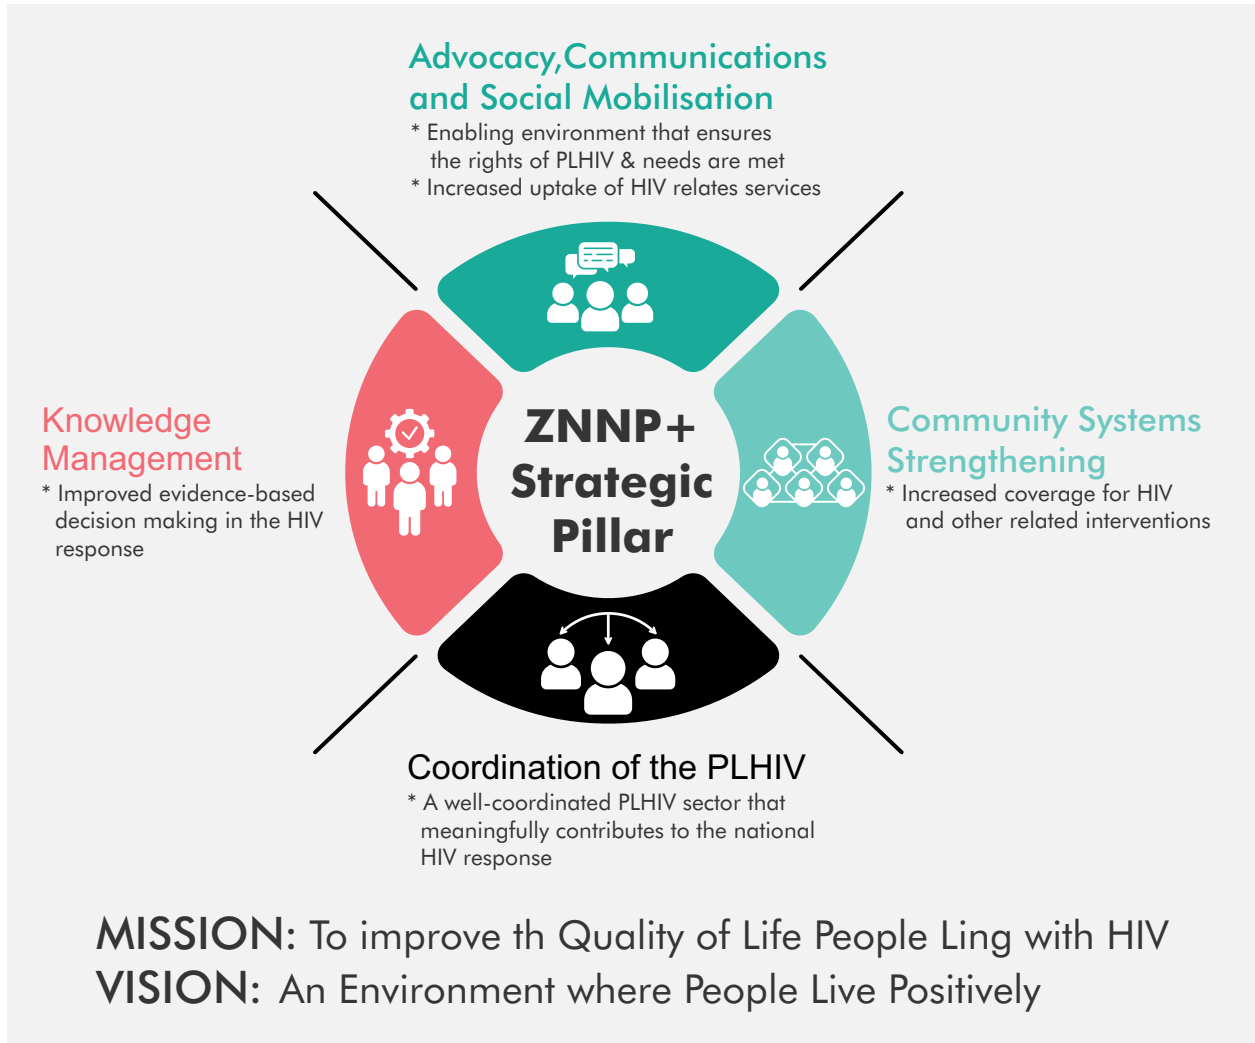 Advocacy,Communications
and Social Mobilisation
* Enabling environment that ensures
the rights of PLHIV & needs are met
* Increased uptake of HIV relates services
Knowledge
Management
* Improved evidence-based
decision making in the HIV
response
ZNNP+
Strategic
Pillar
Community Systems
Strengthening
* Increased coverage for HIV
and other related interventions
Coordination of the PLHIV
* A well-coordinated PLHIV sector that
meaningfully contributes to the national
HIV response
MISSION: To improve th Quality of Life People Ling with HIV
VISION: An Environment where People Live Positively